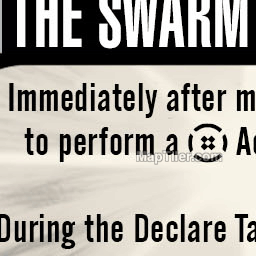 THE SWARM
Immediately after m
to perform a Ac
MapTiler.com
During the Declare Ta